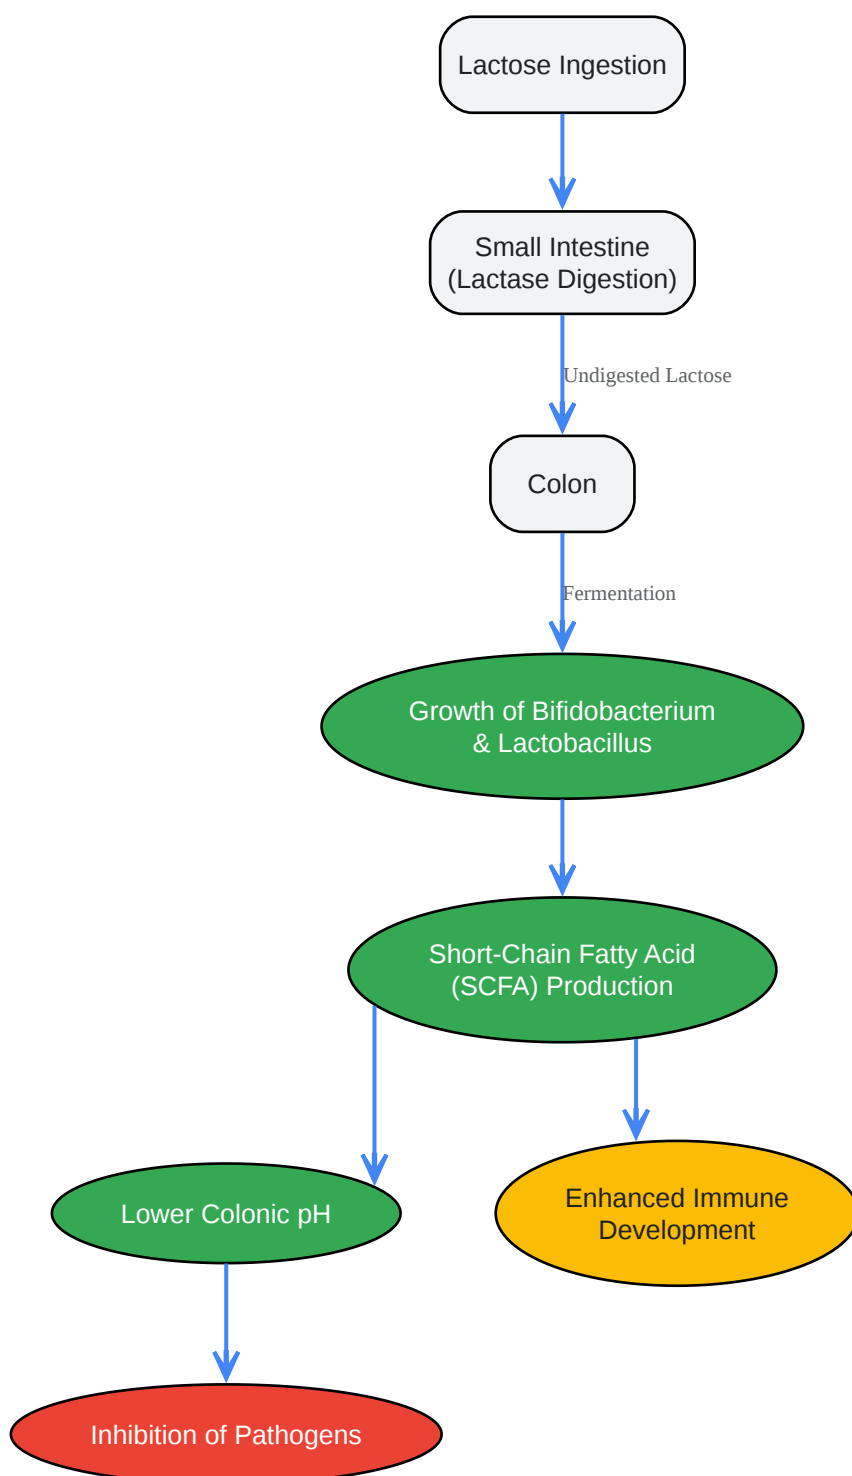 Lactose Ingestion
Small Intestine
(Lactase Digestion)
Undigested Lactose
Colon
Fermentation
Growth of Bifidobacterium
& Lactobacillus
Short-Chain Fatty Acid
(SCFA) Production
Lower Colonic pH
Enhanced Immune
Development
Inhibition of Pathogens